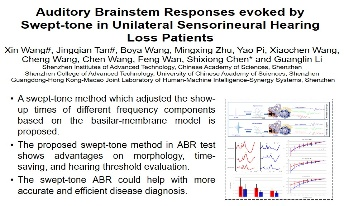 Auditory Brainstem Responses evoked by
Swept-tone in Unilateral Sensorineural Hearing
Loss Patients
Xin Wang#, Jingqian Tan#, Boya Wang, Mingxing Zhu, Yao Pi, Xiaochen Wang,
Cheng Wang, Chen Wang, Feng Wan, Shixiong Chen* and Guanglin Li
Shenzhen Institutes of Advanced Technology, Chinese Academy of Sciences, Shenzhen
Shenzhen College of Advanced Technology, University of Chinese Academy of Sciences, Shenzhen
Guangdong-Hong Kong-Macao Joint Laboratory of Human-Machine Intelligence-Synergy Systems, Shenzhen
• A swept-tone method which adjusted the show-
up times of different frequency components
based on the basilar-membrane model is
proposed.
• The proposed swept-tone method in ABR test
shows advantages on morphology, time-
saving, and hearing threshold evaluation.
• The swept-tone ABR could help with more
accurate and efficient disease diagnosis.